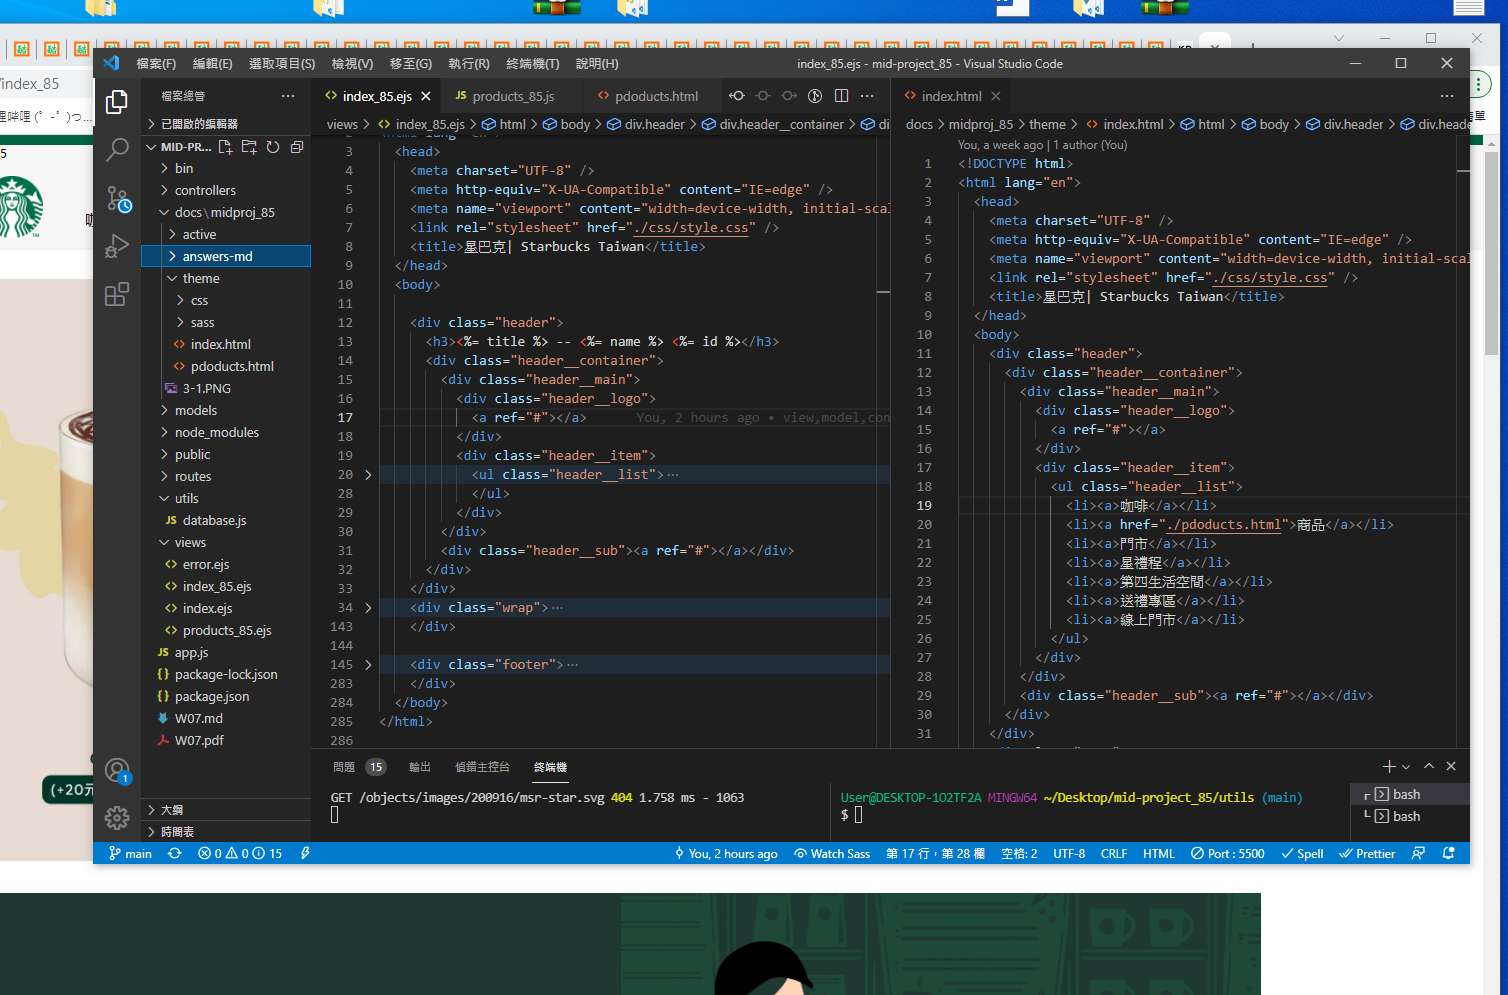 /index_85
檔案(F) 編輯(E) 選取項目(S) 檢視(V) 移至(G) 執行(R) 終端機(T) 說明(H)
index_85.ejs - mid-project_85 - Visual Studio Code
檔案總管
已開啟的編輯器
MID-PR...
bin
controllers
docs\midproj_85
active
answers-md
theme
css
sass
index.html
pdoducts.html
3-1.PNG
models
node_modules
public
routes
utils
JS database.js
views
error.ejs
index_85.ejs
index.ejs
products_85.ejs
JS app.js
package-lock.json
package.json
W07.md
W07.pdf
大綱
時間表
index_85.ejs
JS products_85.js
pdoducts.html
views > index_85.ejs > html > body > div.header > div.header__container > di
3 <head>
4 <meta charset="UTF-8" />
5 <meta http-equiv="X-UA-Compatible" content="IE=edge" />
6 <meta name="viewport" content="width=device-width, initial-scal
7 <link rel="stylesheet" href="./css/style.css" />
8 <title>星巴克| Starbucks Taiwan</title>
9 </head>
10 <body>
11
12 <div class="header">
13 <h3><%= title %> -- <%= name %> <%= id %></h3>
14 <div class="header__container">
15 <div class="header__main">
16 <div class="header__logo">
17 <a ref="#"></a> You, 2 hours ago • view,model,con
18 </div>
19 <div class="header__item">
20 <ul class="header__list">…
28 </ul>
29 </div>
30 </div>
31 <div class="header__sub"><a ref="#"></a></div>
32 </div>
33 </div>
34 <div class="wrap">…
143 </div>
144
145 <div class="footer">…
283 </div>
284 </body>
285 </html>
286
index.html
docs > midproj_85 > theme > index.html > html > body > div.header > div.heade
You, a week ago | 1 author (You)
1 <!DOCTYPE html>
2 <html lang="en">
3 <head>
4 <meta charset="UTF-8" />
5 <meta http-equiv="X-UA-Compatible" content="IE=edge" />
6 <meta name="viewport" content="width=device-width, initial-scal
7 <link rel="stylesheet" href="./css/style.css" />
8 <title>星巴克| Starbucks Taiwan</title>
9 </head>
10 <body>
11 <div class="header">
12 <div class="header__container">
13 <div class="header__main">
14 <div class="header__logo">
15 <a ref="#"></a>
16 </div>
17 <div class="header__item">
18 <ul class="header__list">
19 <li><a>咖啡</a></li>
20 <li><a href="./pdoducts.html">商品</a></li>
21 <li><a>門市</a></li>
22 <li><a>星禮程</a></li>
23 <li><a>第四生活空間</a></li>
24 <li><a>送禮專區</a></li>
25 <li><a>線上門市</a></li>
26 </ul>
27 </div>
28 </div>
29 <div class="header__sub"><a ref="#"></a></div>
30 </div>
31 </div>
問題 15 輸出 偵錯主控台 終端機
GET /objects/images/200916/msr-star.svg 404 1.758 ms - 1063
User@DESKTOP-1O2TF2A MINGW64 ~/Desktop/mid-project_85/utils (main)
$
bash
bash
main 0 0 15 You, 2 hours ago Watch Sass 第 17 行，第 28 欄 空格: 2 UTF-8 CRLF HTML Port : 5500 Spell Prettier
(+20元